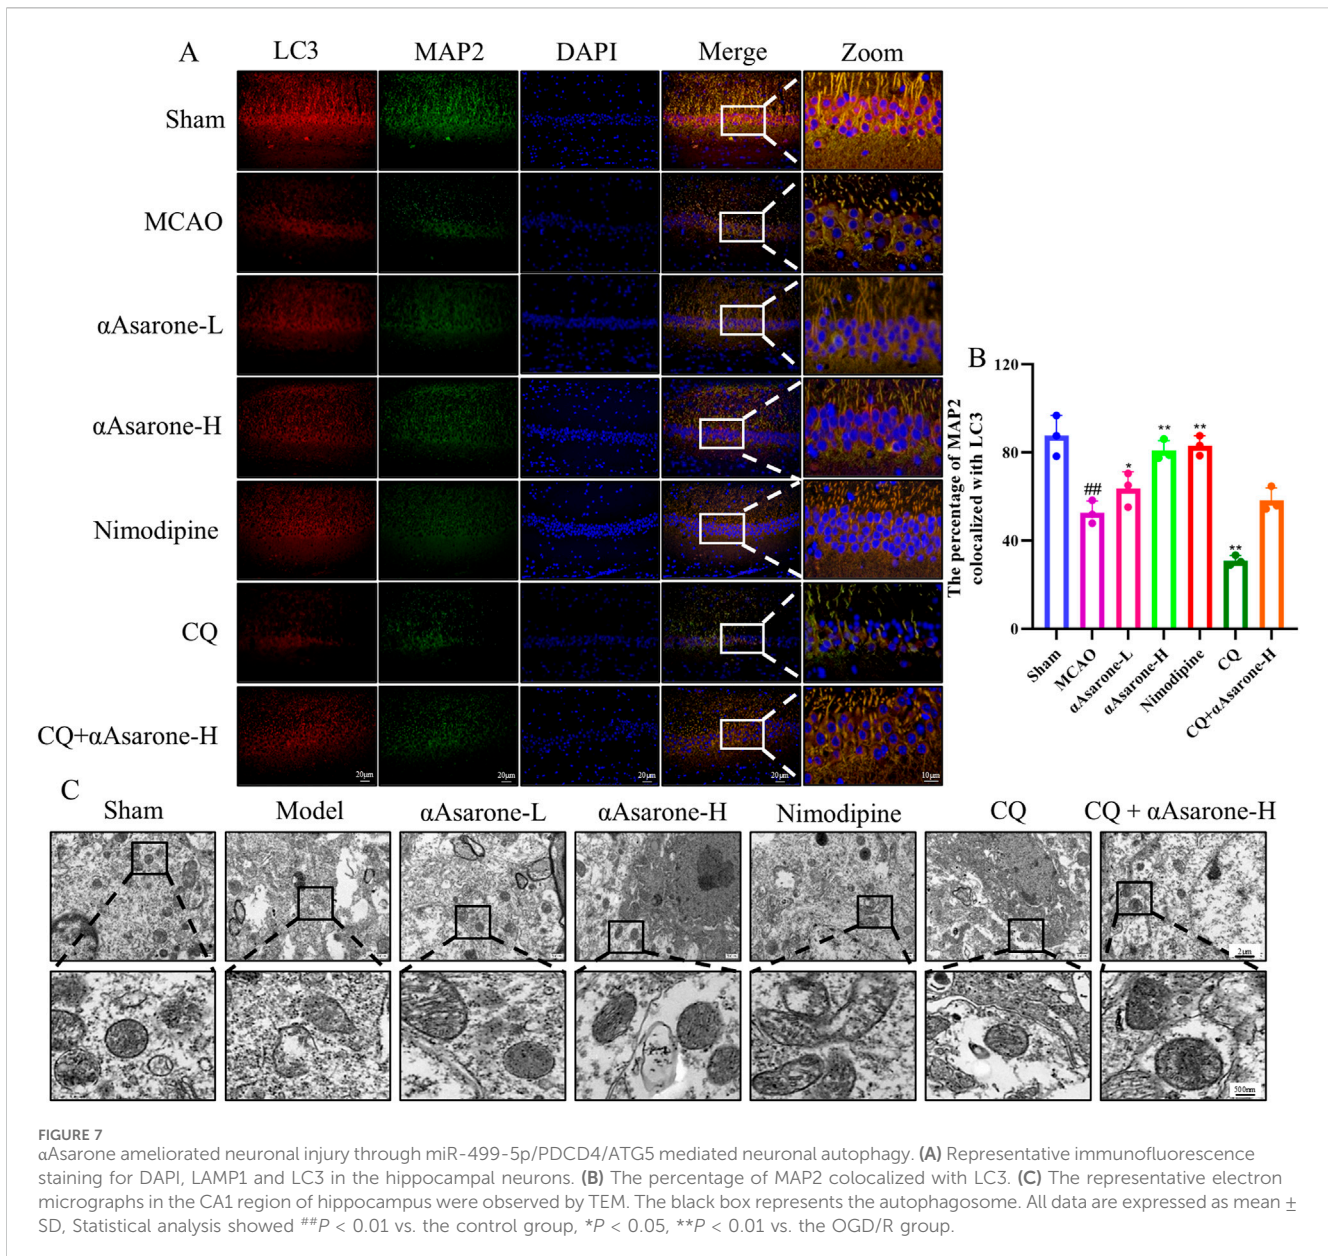 A
LC3 MAP2 DAPI Merge Zoom
Sham
MCAO
αAsarone-L
αAsarone-H
Nimodipine
CQ
CQ+αAsarone-H
20μm 20μm 20μm 20μm 10μm
B
The percentage of MAP2
colocalized with LC3
120
80
40
0
##
*
**
**
**
Sham
MCAO
αAsarone-L
αAsarone-H
Nimodipine
CQ
CQ+αAsarone-H
C
Sham Model αAsarone-L αAsarone-H Nimodipine CQ CQ + αAsarone-H
2μm
500nm
FIGURE 7
αAsarone ameliorated neuronal injury through miR-499-5p/PDCD4/ATG5 mediated neuronal autophagy. (A) Representative immunofluorescence
staining for DAPI, LAMP1 and LC3 in the hippocampal neurons. (B) The percentage of MAP2 colocalized with LC3. (C) The representative electron
micrographs in the CA1 region of hippocampus were observed by TEM. The black box represents the autophagosome. All data are expressed as mean ±
SD, Statistical analysis showed ##P < 0.01 vs. the control group, *P < 0.05, **P < 0.01 vs. the OGD/R group.